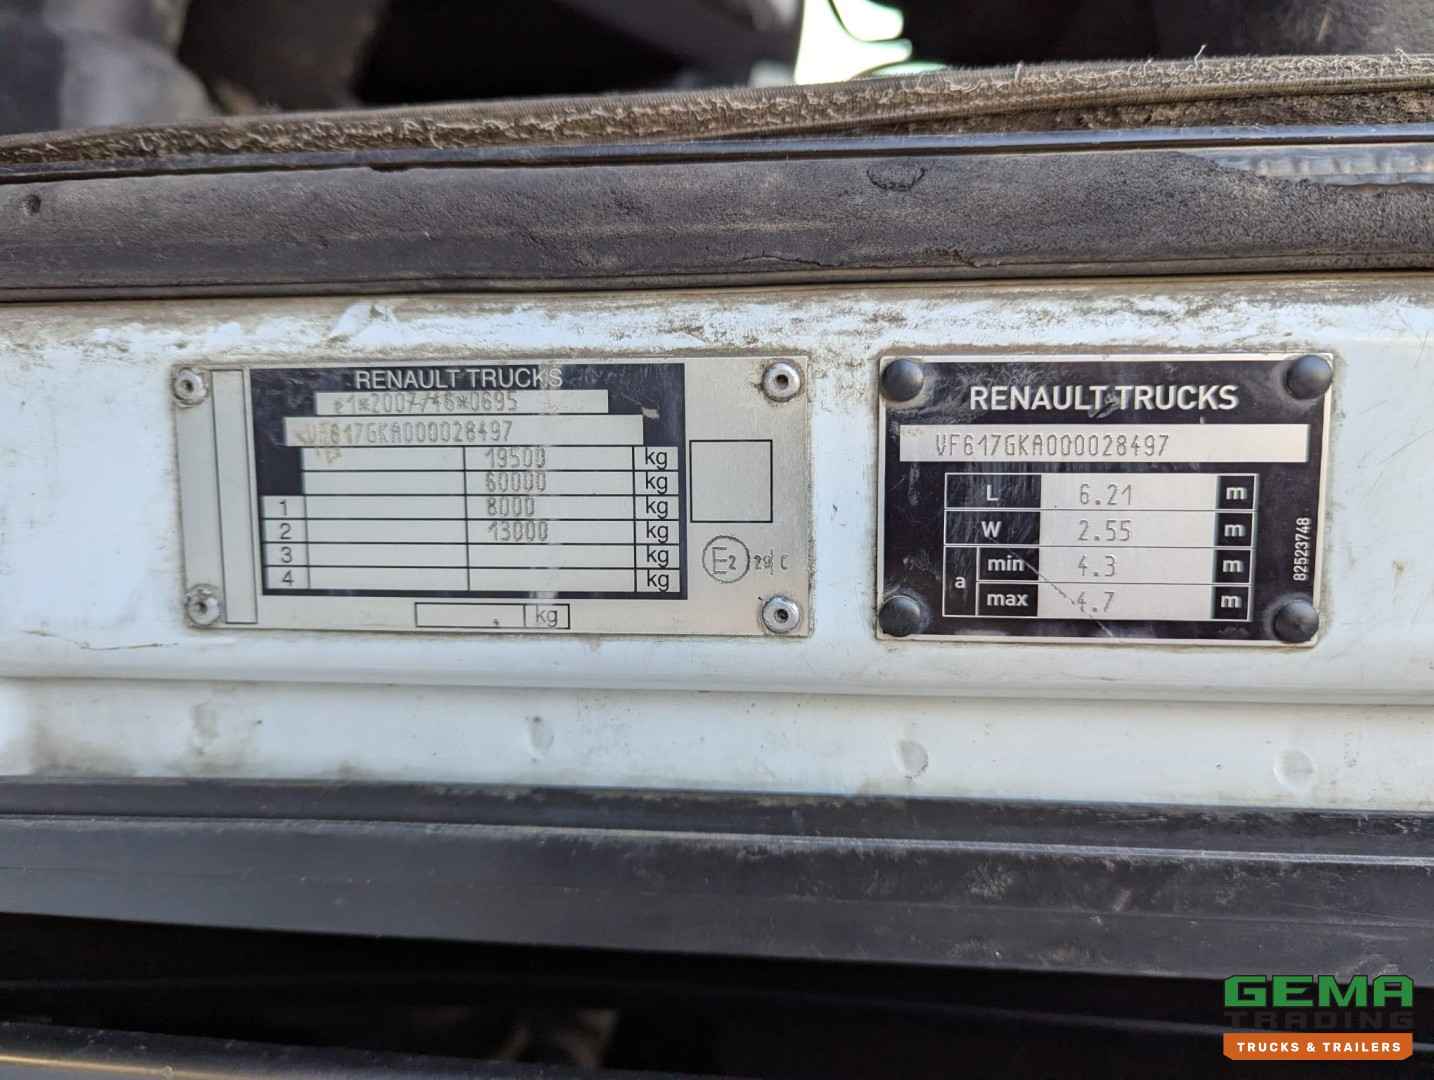 RENAULT TRUCKS
e1*2007/46*0695
VF617GKA000028497
19500 kg
60000 kg
1 8000 kg
2 13000 kg
3 kg
4 kg
, kg
E2
RENAULT TRUCKS
VF617GKA000028497
L 6.21 m
W 2.55 m
a min 4.3 m
max 4.7 m
82523748
GEMA
TRADING
TRUCKS & TRAILERS